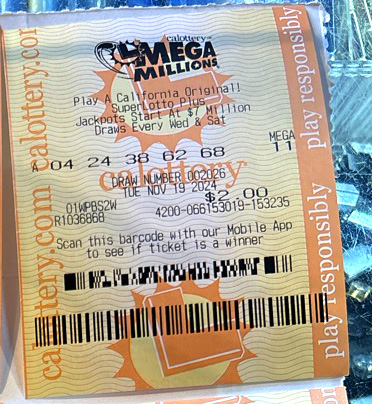 calottery
MEGA
MILLIONS
Play A California Original!
SuperLotto Plus
Jackpots Start At $7 Million
Draws Every Wed & Sat
MEGA
A 04 24 38 62 68 11
calottery
DRAW NUMBER 002026
TUE NOV 19 2024
$2.00
01WPBS2W
R1036868 4200-066153019-153235
Scan this barcode with our Mobile App
to see if ticket is a winner
calottery.com calottery.com
play responsibly play responsibly